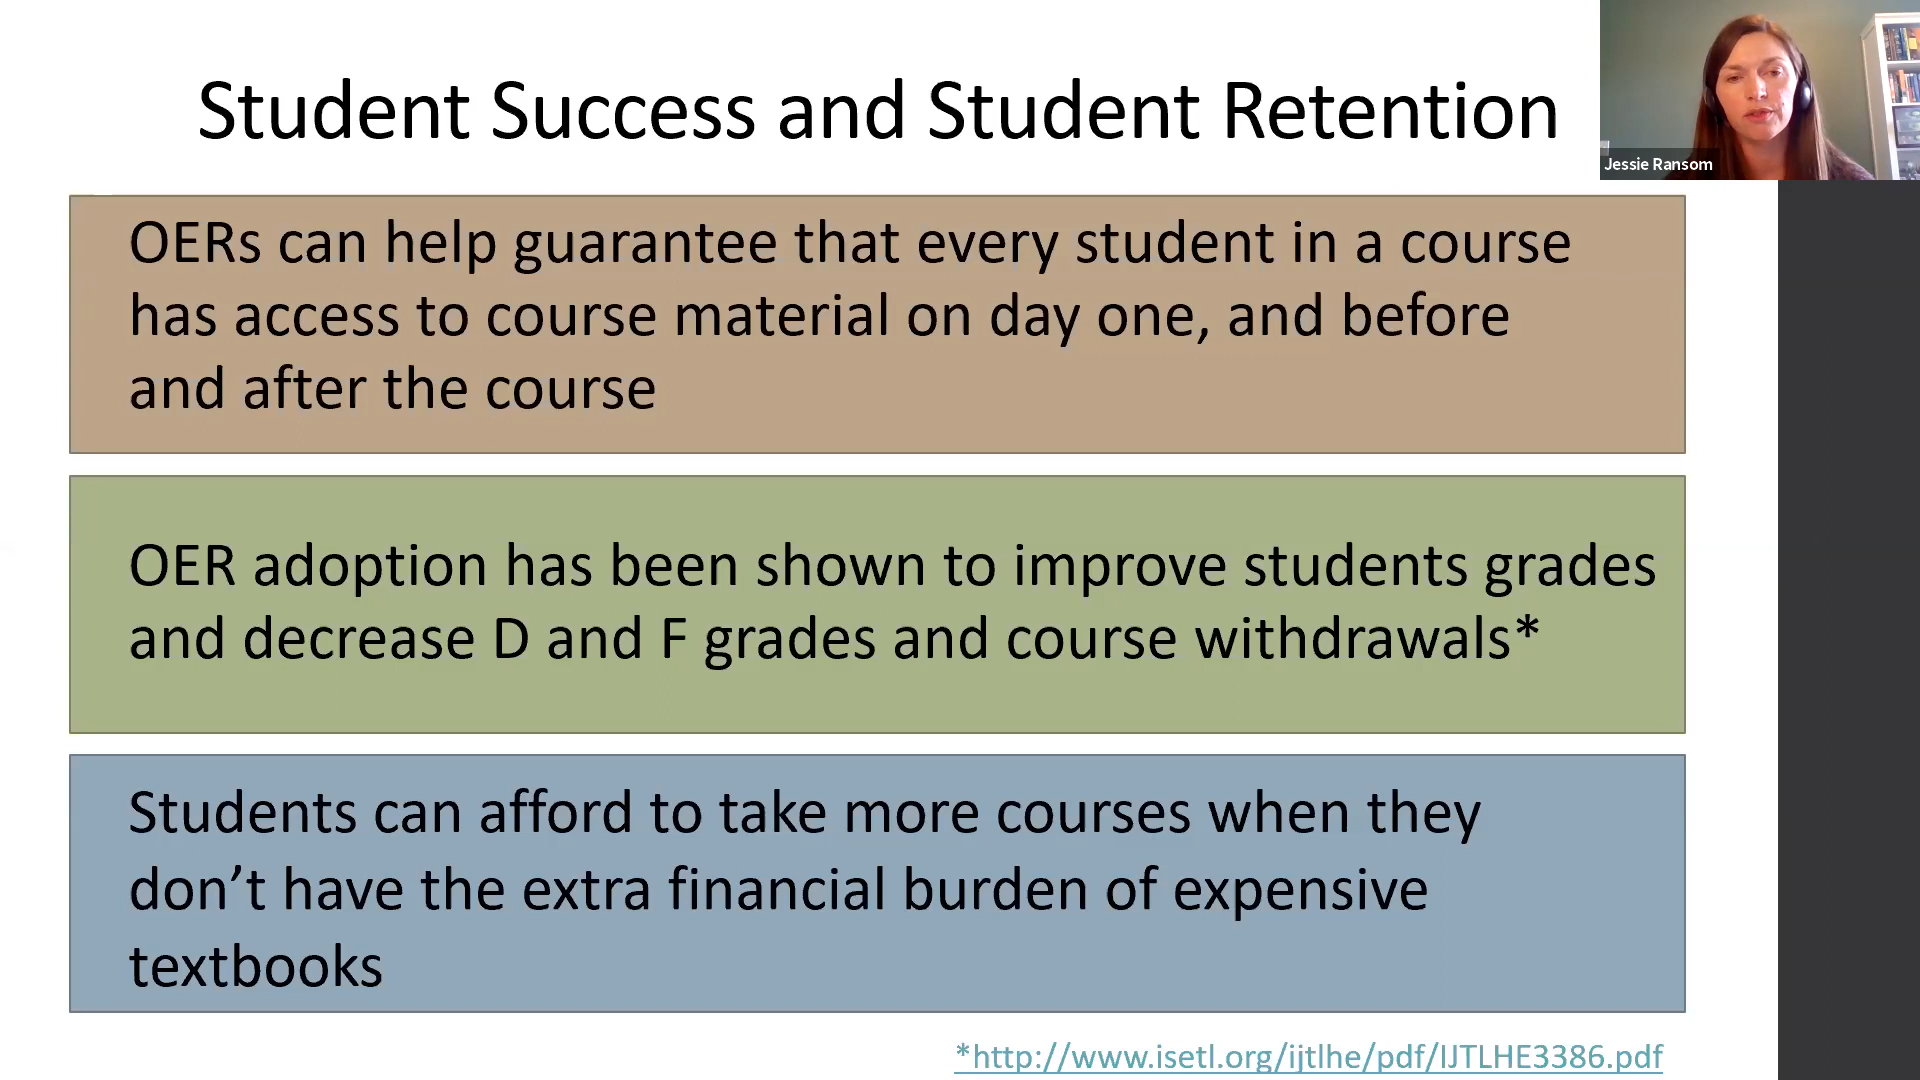 Student Success and Student Retention
Jessie Ransom
OERs can help guarantee that every student in a course
has access to course material on day one, and before
and after the course
OER adoption has been shown to improve students grades
and decrease D and F grades and course withdrawals*
Students can afford to take more courses when they
don’t have the extra financial burden of expensive
textbooks
*http://www.isetl.org/ijtlhe/pdf/IJTLHE3386.pdf